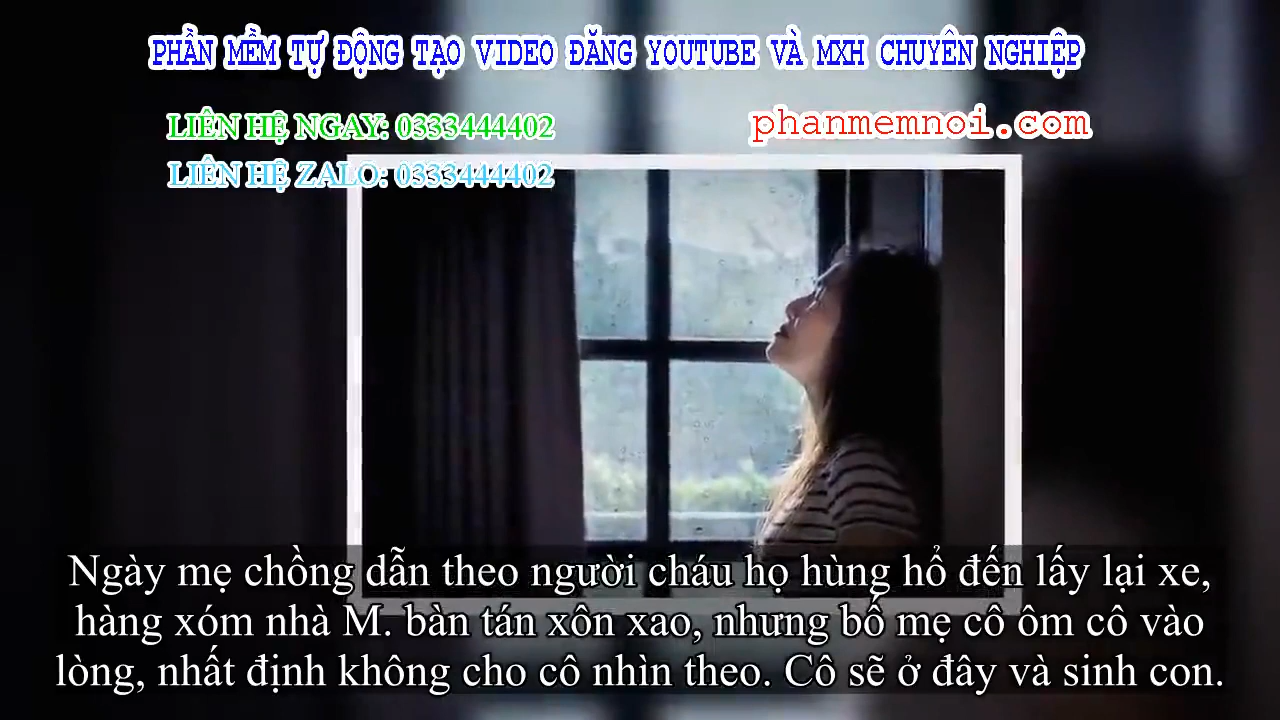 PHẦN MỀM TỰ ĐỘNG TẠO VIDEO ĐĂNG YOUTUBE VÀ MXH CHUYÊN NGHIỆP
LIÊN HỆ NGAY: 0333444402
phanmemnoi.com
LIÊN HỆ ZALO: 0333444402
Ngày mẹ chồng dẫn theo người cháu họ hùng hổ đến lấy lại xe,
hàng xóm nhà M. bàn tán xôn xao, nhưng bố mẹ cô ôm cô vào
lòng, nhất định không cho cô nhìn theo. Cô sẽ ở đây và sinh con.